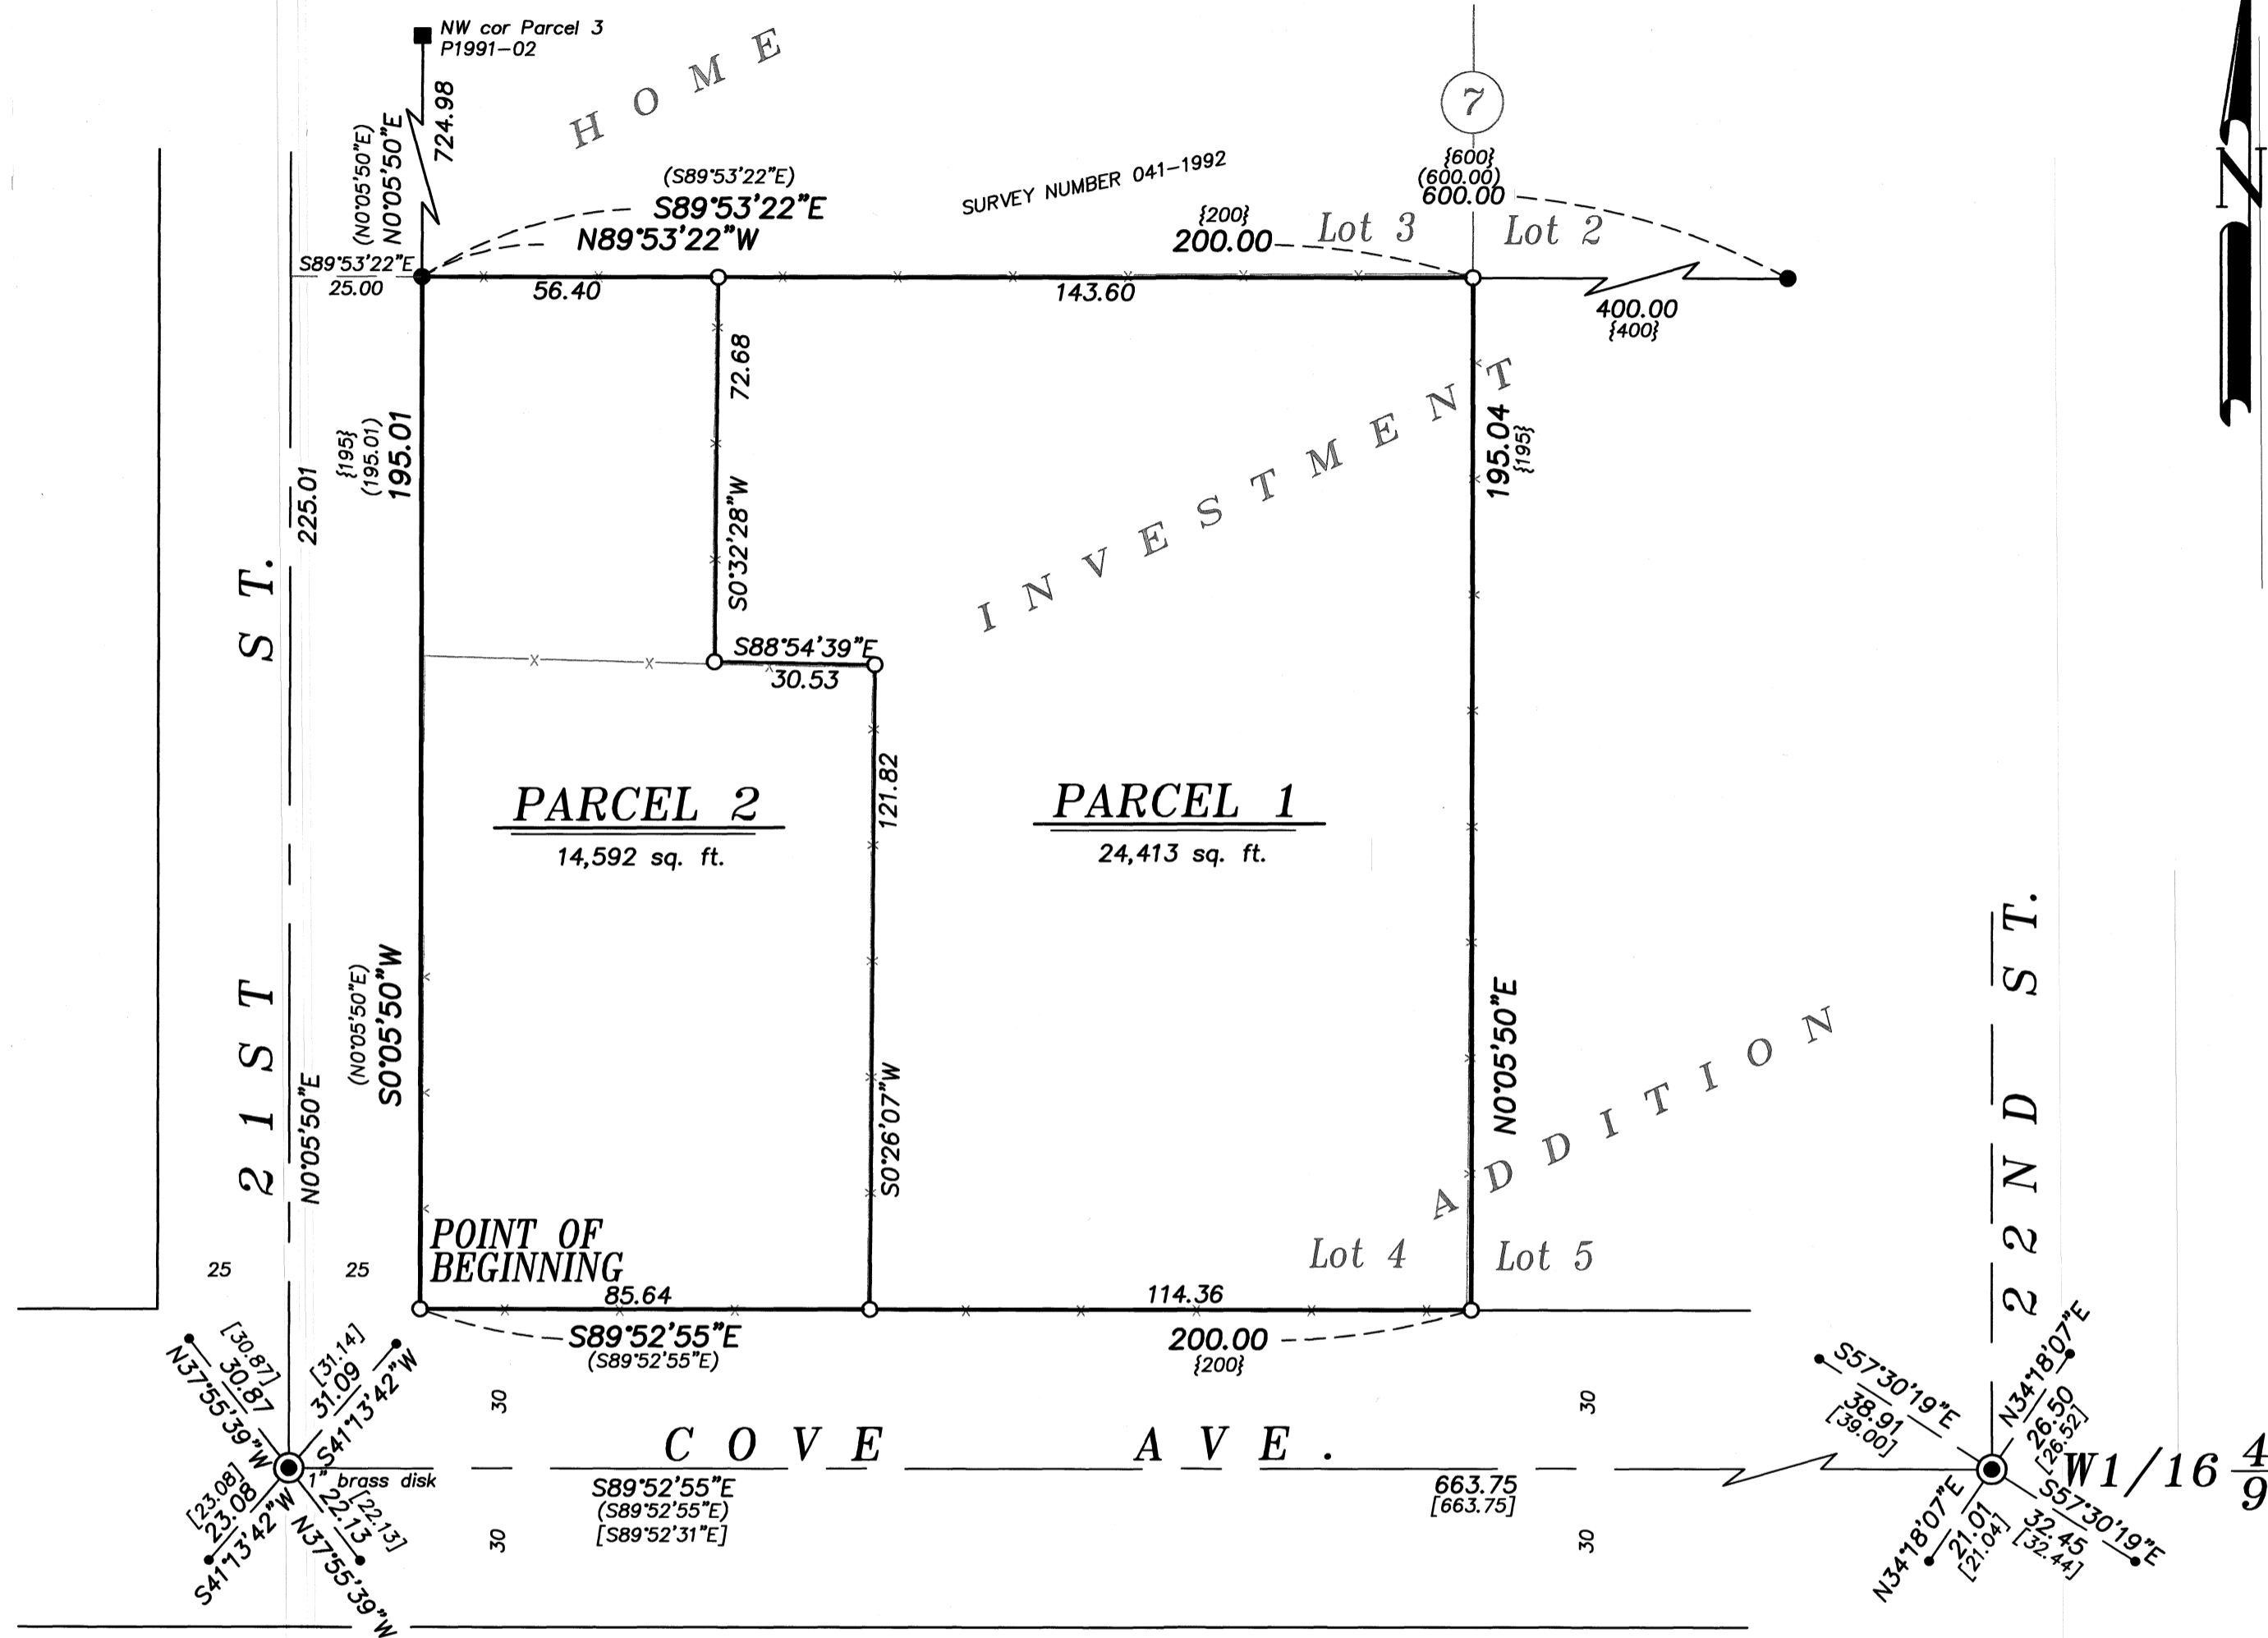 NW cor Parcel 3
P1991-02
724.98
(N0°05'50"E)
N0°05'50"E
HOME
7
(S89°53'22"E)
S89°53'22"E
N89°53'22"W
SURVEY NUMBER 041-1992
{600}
(600.00)
600.00
{200}
200.00
Lot 3
Lot 2
S89°53'22"E
25.00
56.40
143.60
400.00
{400}
N
72.68
S0°32'28"W
{195}
(195.01)
195.01
225.01
195.04
{195}
INVESTMENT
S88°54'39"E
30.53
121.82
S0°26'07"W
PARCEL 2
14,592 sq. ft.
PARCEL 1
24,413 sq. ft.
21ST ST.
N0°05'50"E
(N0°05'50"E)
S0°05'50"W
N0°05'50"E
ADDITION
22ND ST.
POINT OF
BEGINNING
25
25
Lot 4
Lot 5
85.64
114.36
S89°52'55"E
(S89°52'55"E)
200.00
{200}
[30.87]
30.87
N37°55'39"W
[31.14]
31.09
S41°13'42"W
30
30
COVE AVE.
1" brass disk
[23.08]
23.08
S41°13'42"W
[22.13]
22.13
N37°55'39"W
S89°52'55"E
(S89°52'55"E)
[S89°52'31"E]
663.75
[663.75]
30
30
S57°30'19"E
38.91
[39.00]
N34°18'07"E
26.50
[26.52]
W1/16 4
9
N34°18'07"E
21.01
[21.04]
S57°30'19"E
32.45
[32.44]